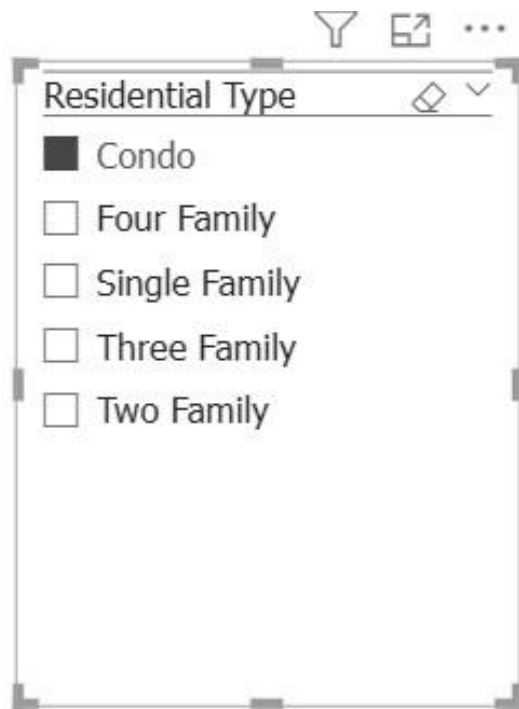 Residential Type
Condo
Four Family
Single Family
Three Family
Two Family